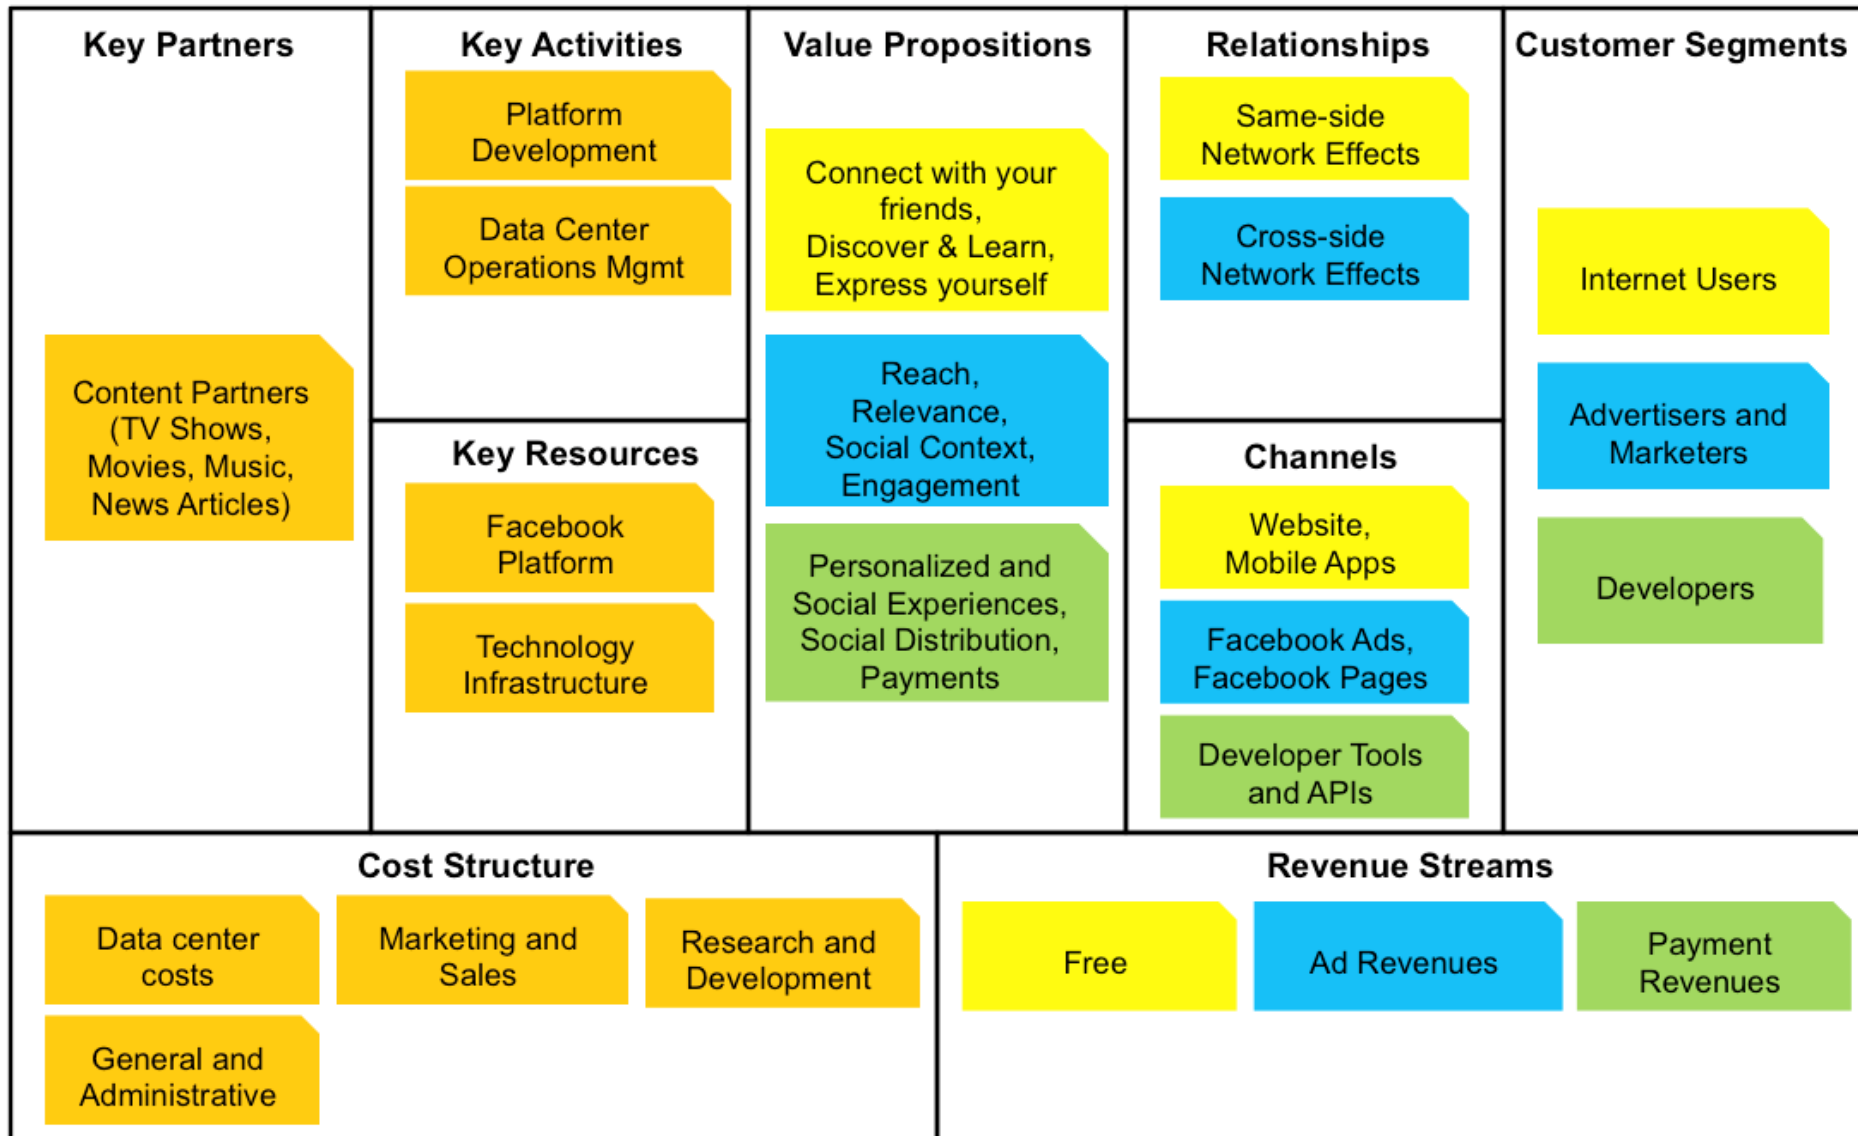 Key Partners
Content Partners
(TV Shows,
Movies, Music,
News Articles)
Key Activities
Platform
Development
Data Center
Operations Mgmt
Key Resources
Facebook
Platform
Technology
Infrastructure
Value Propositions
Connect with your
friends,
Discover & Learn,
Express yourself
Reach,
Relevance,
Social Context,
Engagement
Personalized and
Social Experiences,
Social Distribution,
Payments
Relationships
Same-side
Network Effects
Cross-side
Network Effects
Channels
Website,
Mobile Apps
Facebook Ads,
Facebook Pages
Developer Tools
and APIs
Customer Segments
Internet Users
Advertisers and
Marketers
Developers
Cost Structure
Data center
costs
Marketing and
Sales
Research and
Development
General and
Administrative
Revenue Streams
Free
Ad Revenues
Payment
Revenues